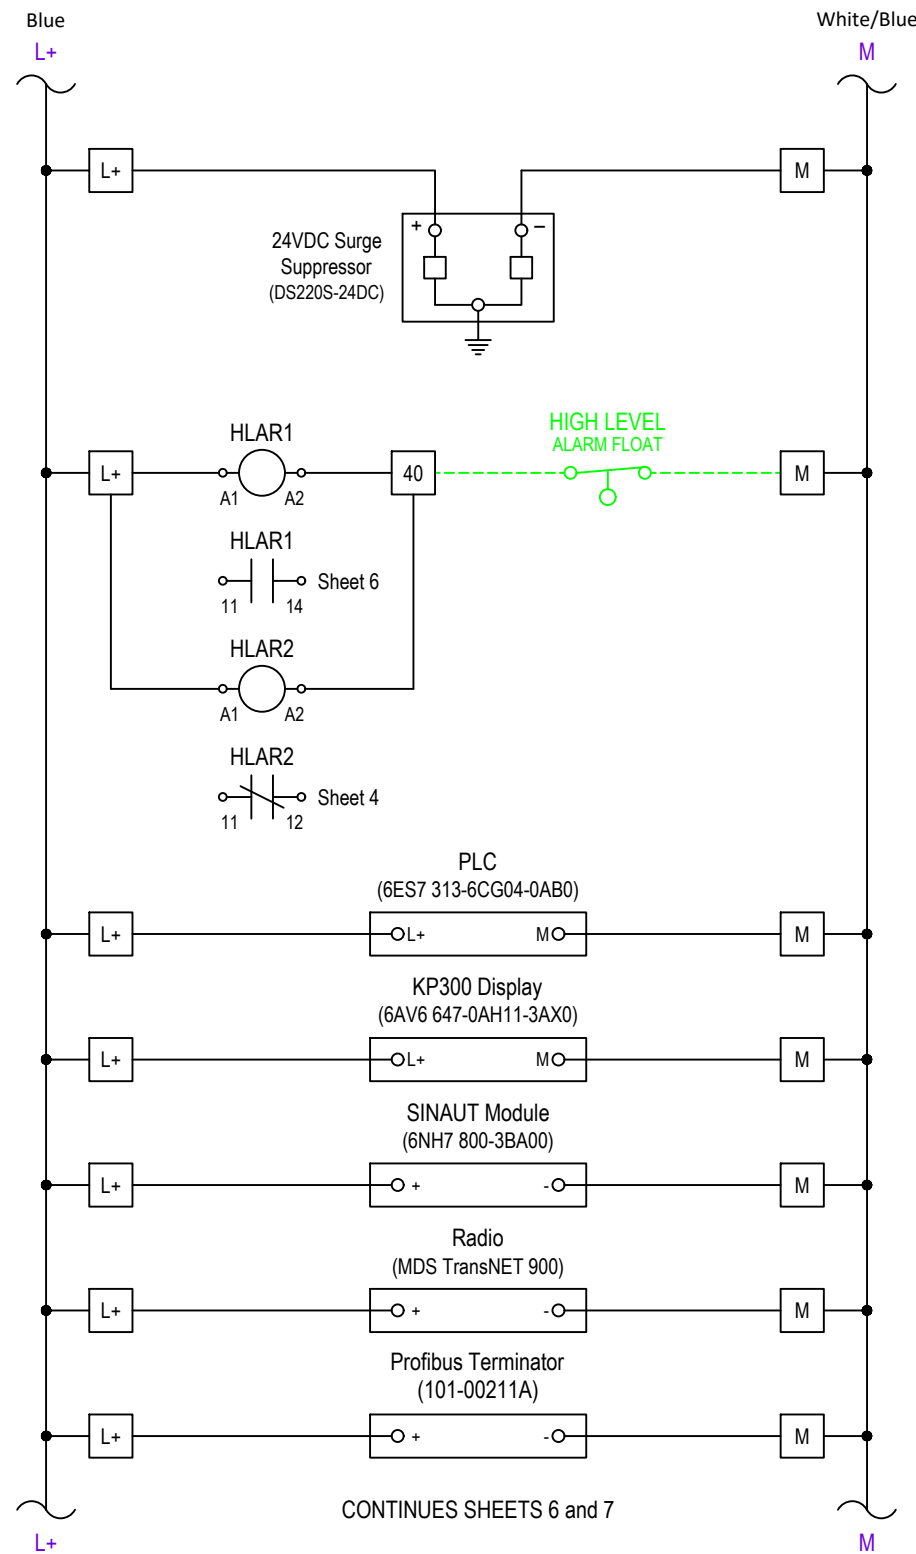 Blue White/Blue
L+ M
L+ M
+ −
24VDC Surge
Suppressor
(DS220S-24DC)
HIGH LEVEL
ALARM FLOAT
HLAR1
L+ 40 M
A1 A2
HLAR1
Sheet 6
11 14
HLAR2
A1 A2
HLAR2
Sheet 4
11 12
PLC
(6ES7 313-6CG04-0AB0)
L+ L+ M M
KP300 Display
(6AV6 647-0AH11-3AX0)
L+ L+ M M
SINAUT Module
(6NH7 800-3BA00)
L+ + - M
Radio
(MDS TransNET 900)
L+ + - M
Profibus Terminator
(101-00211A)
L+ + - M
CONTINUES SHEETS 6 and 7
L+ M